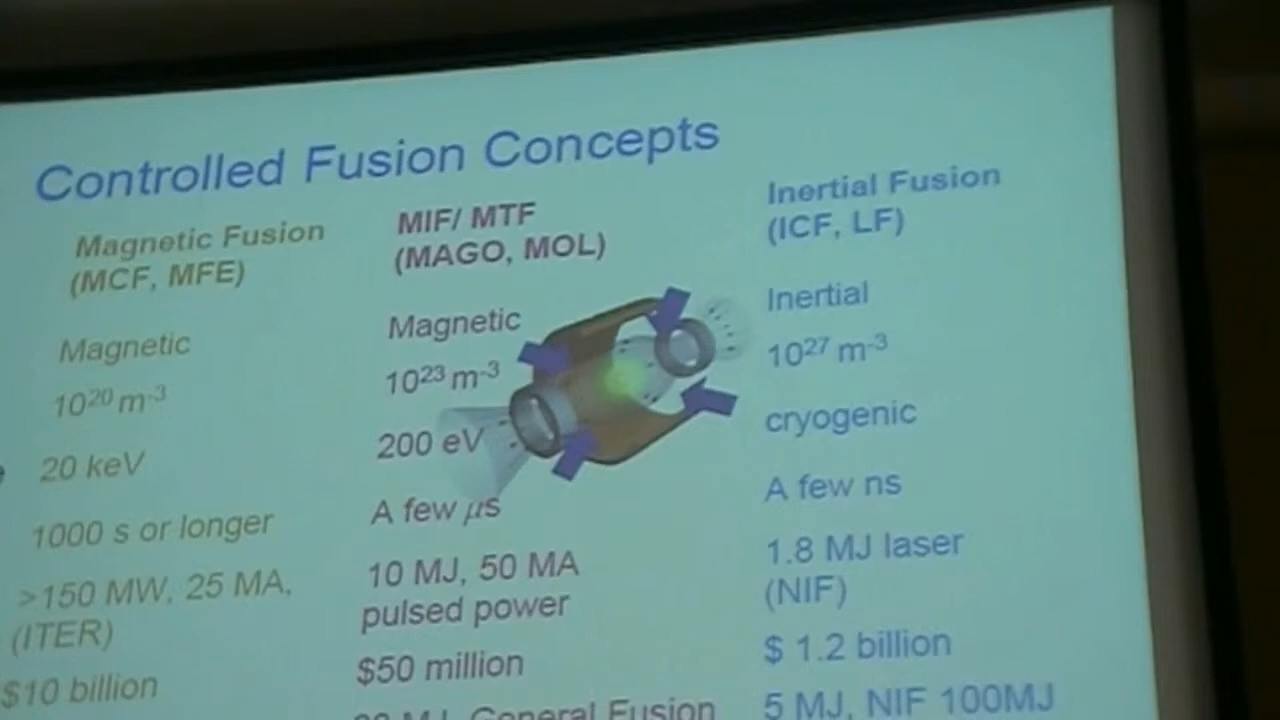 Controlled Fusion Concepts
Magnetic Fusion
(MCF, MFE)
MIF/ MTF
(MAGO, MOL)
Inertial Fusion
(ICF, LF)
Magnetic
Magnetic
Inertial
10²⁰ m⁻³
10²³ m⁻³
10²⁷ m⁻³
20 keV
200 eV
cryogenic
1000 s or longer
A few μs
A few ns
>150 MW, 25 MA,
(ITER)
10 MJ, 50 MA
pulsed power
1.8 MJ laser
(NIF)
$10 billion
$50 million
$ 1.2 billion
MJ, General Fusion
5 MJ, NIF 100MJ